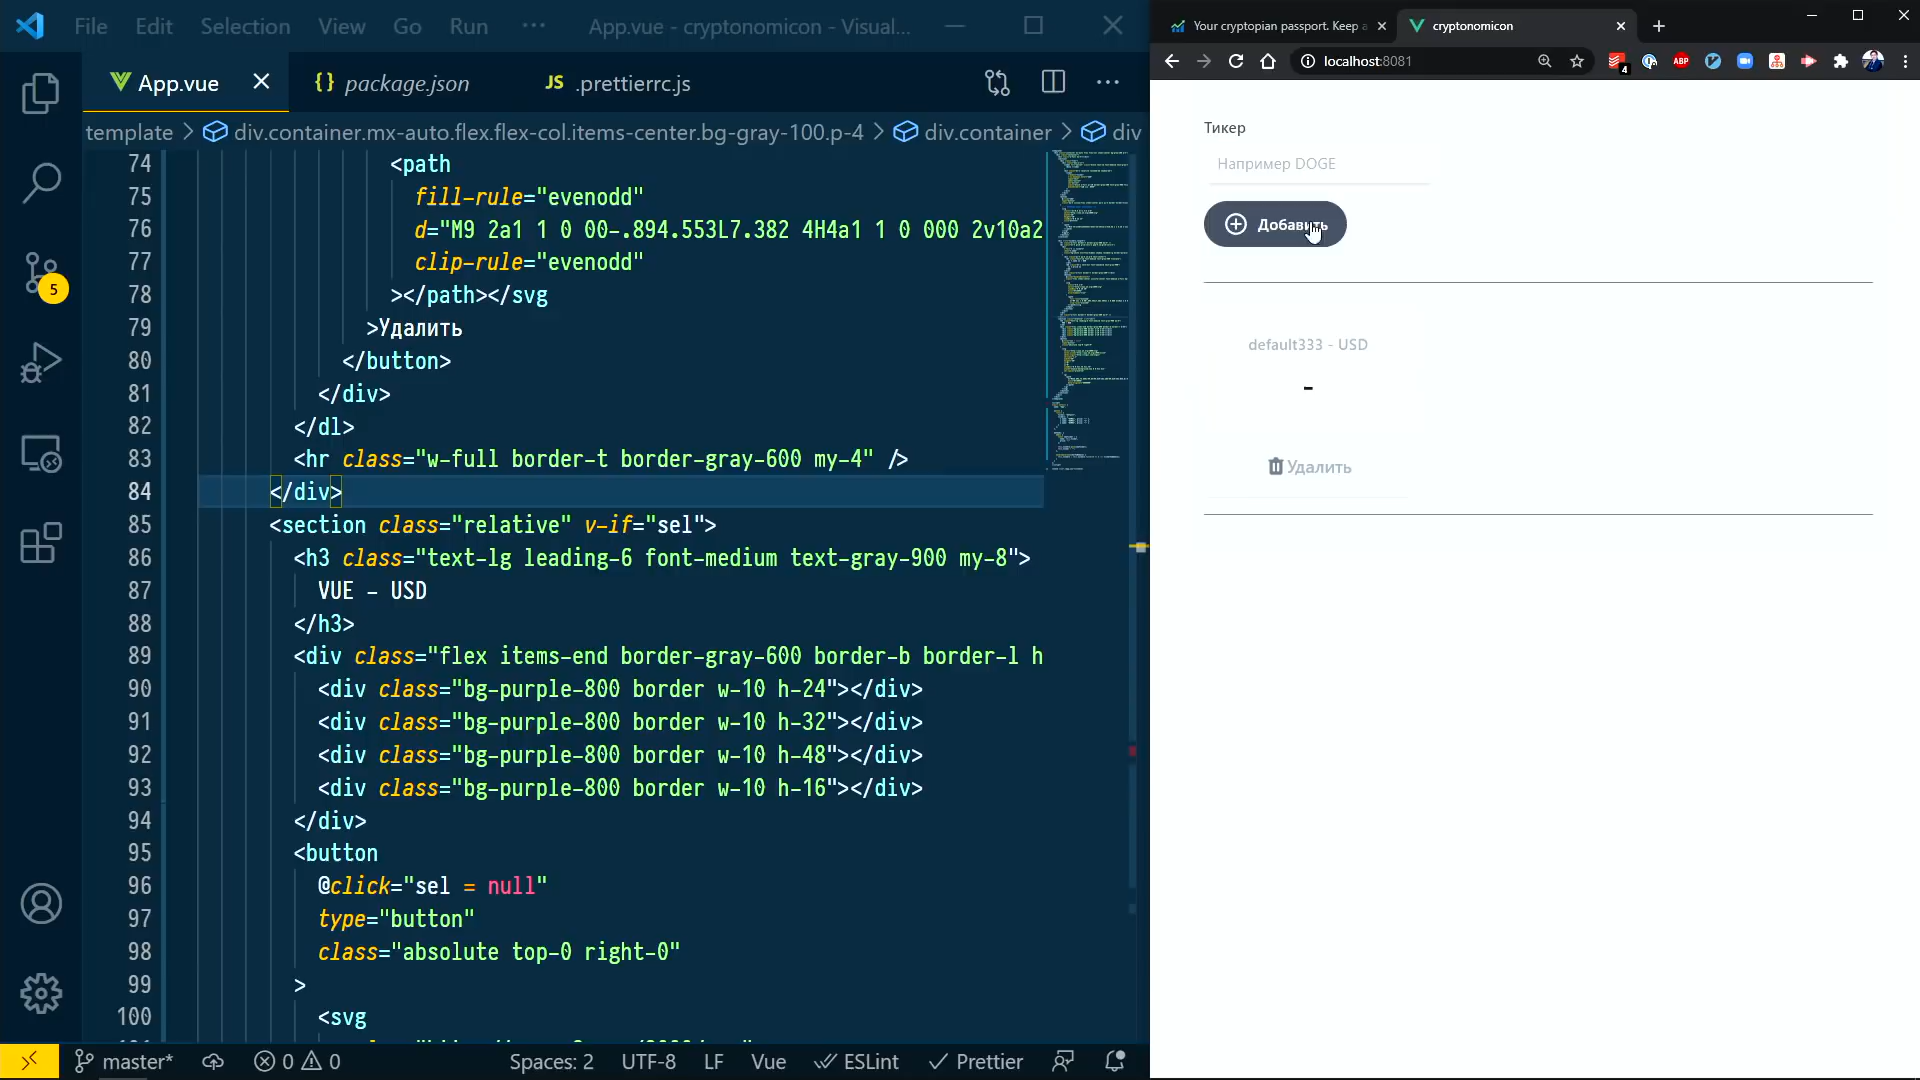 File Edit Selection View Go Run ··· App.vue - cryptonomicon - Visual...
App.vue
{} package.json
JS .prettierrc.js
template > div.container.mx-auto.flex.flex-col.items-center.bg-gray-100.p-4 > div.container > div
74 <path
75 fill-rule="evenodd"
76 d="M9 2a1 1 0 00-.894.553L7.382 4H4a1 1 0 000 2v10a2
77 clip-rule="evenodd"
78 ></path></svg
79 >Удалить
80 </button>
81 </div>
82 </dl>
83 <hr class="w-full border-t border-gray-600 my-4" />
84 </div>
85 <section class="relative" v-if="sel">
86 <h3 class="text-lg leading-6 font-medium text-gray-900 my-8">
87 VUE - USD
88 </h3>
89 <div class="flex items-end border-gray-600 border-b border-l h
90 <div class="bg-purple-800 border w-10 h-24"></div>
91 <div class="bg-purple-800 border w-10 h-32"></div>
92 <div class="bg-purple-800 border w-10 h-48"></div>
93 <div class="bg-purple-800 border w-10 h-16"></div>
94 </div>
95 <button
96 @click="sel = null"
97 type="button"
98 class="absolute top-0 right-0"
99 >
100 <svg
5
master* 0 0 Spaces: 2 UTF-8 LF Vue ESLint Prettier
Your cryptopian passport. Keep
cryptonomicon
localhost:8081
4
ABP
Тикер
Например DOGE
Добавить
default333 - USD
-
Удалить